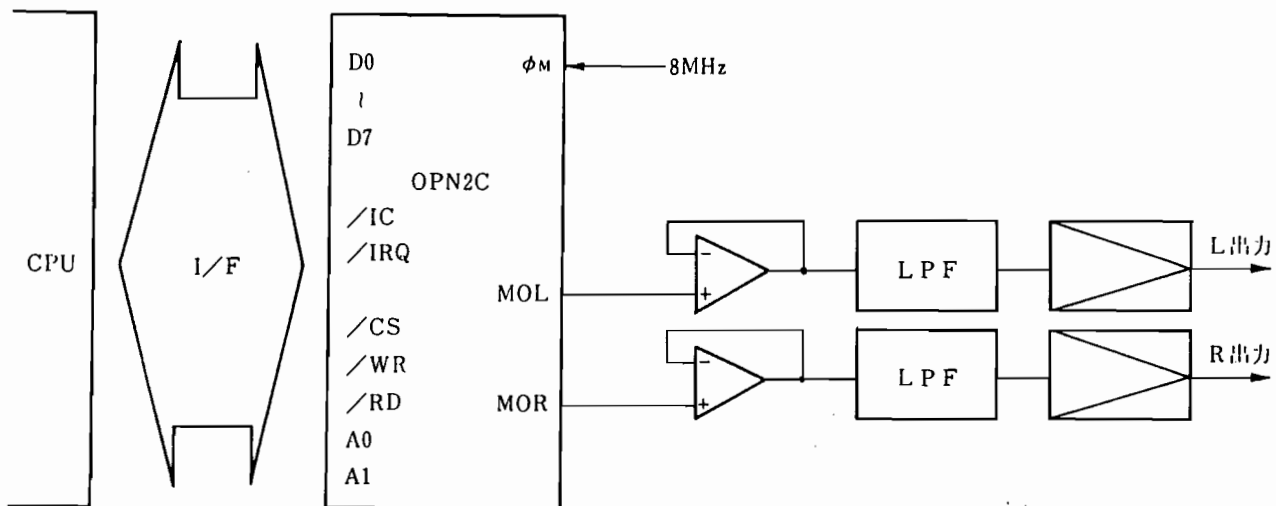 CPU
I/F
D0
~
D7
OPN2C
/IC
/IRQ
/CS
/WR
/RD
A0
A1
φM
8MHz
MOL
MOR
-
+
-
+
LPF
LPF
L出力
R出力